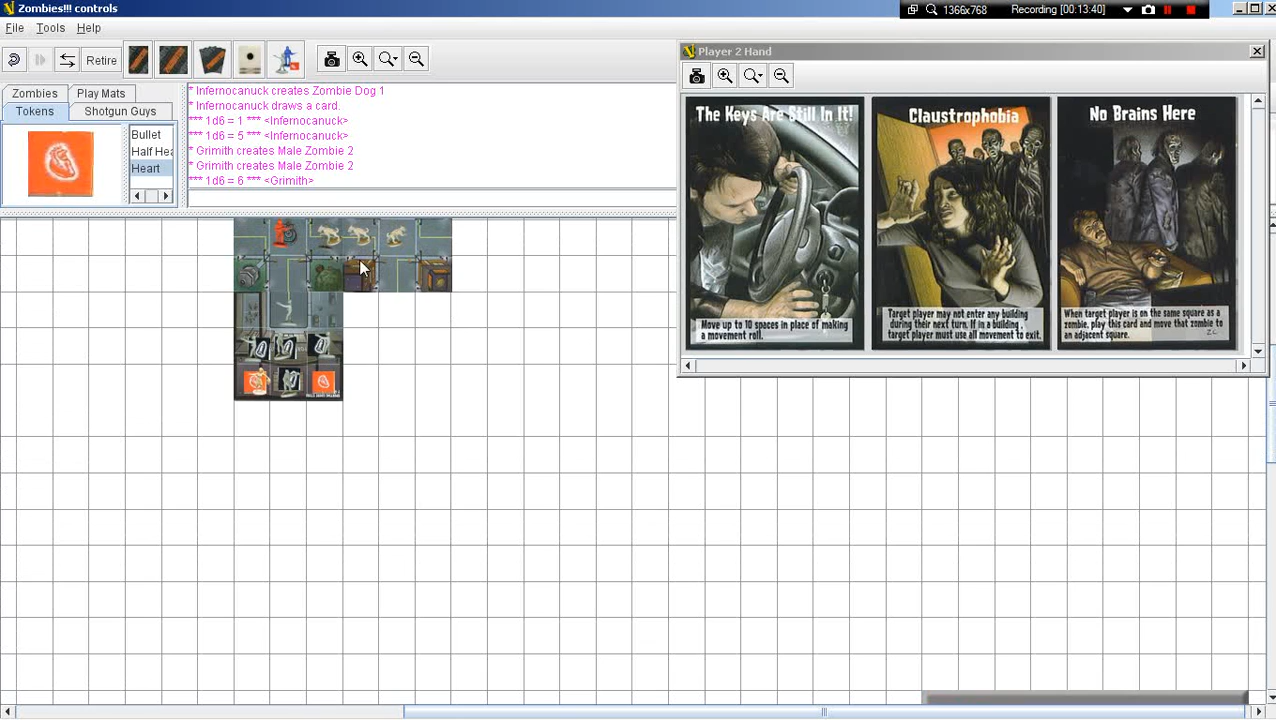 Zombies!!! controls
1366x768
Recording [00:13:40]
File Tools Help
Retire
Player 2 Hand
Zombies Play Mats
Tokens Shotgun Guys
Bullet
Half Hea
Heart
* Infernocanuck creates Zombie Dog 1
* Infernocanuck draws a card.
*** 1d6 = 1 *** <Infernocanuck>
*** 1d6 = 5 *** <Infernocanuck>
* Grimith creates Male Zombie 2
* Grimith creates Male Zombie 2
*** 1d6 = 6 *** <Grimith>
The Keys Are Still In It!
Move up to 10 spaces in place of making
a movement roll.
Claustrophobia
Target player may not enter any building
during their next turn. If in a building,
target player must use all movement to exit.
No Brains Here
When target player is on the same square as a
zombie, play this card and move that zombie to
an adjacent square.